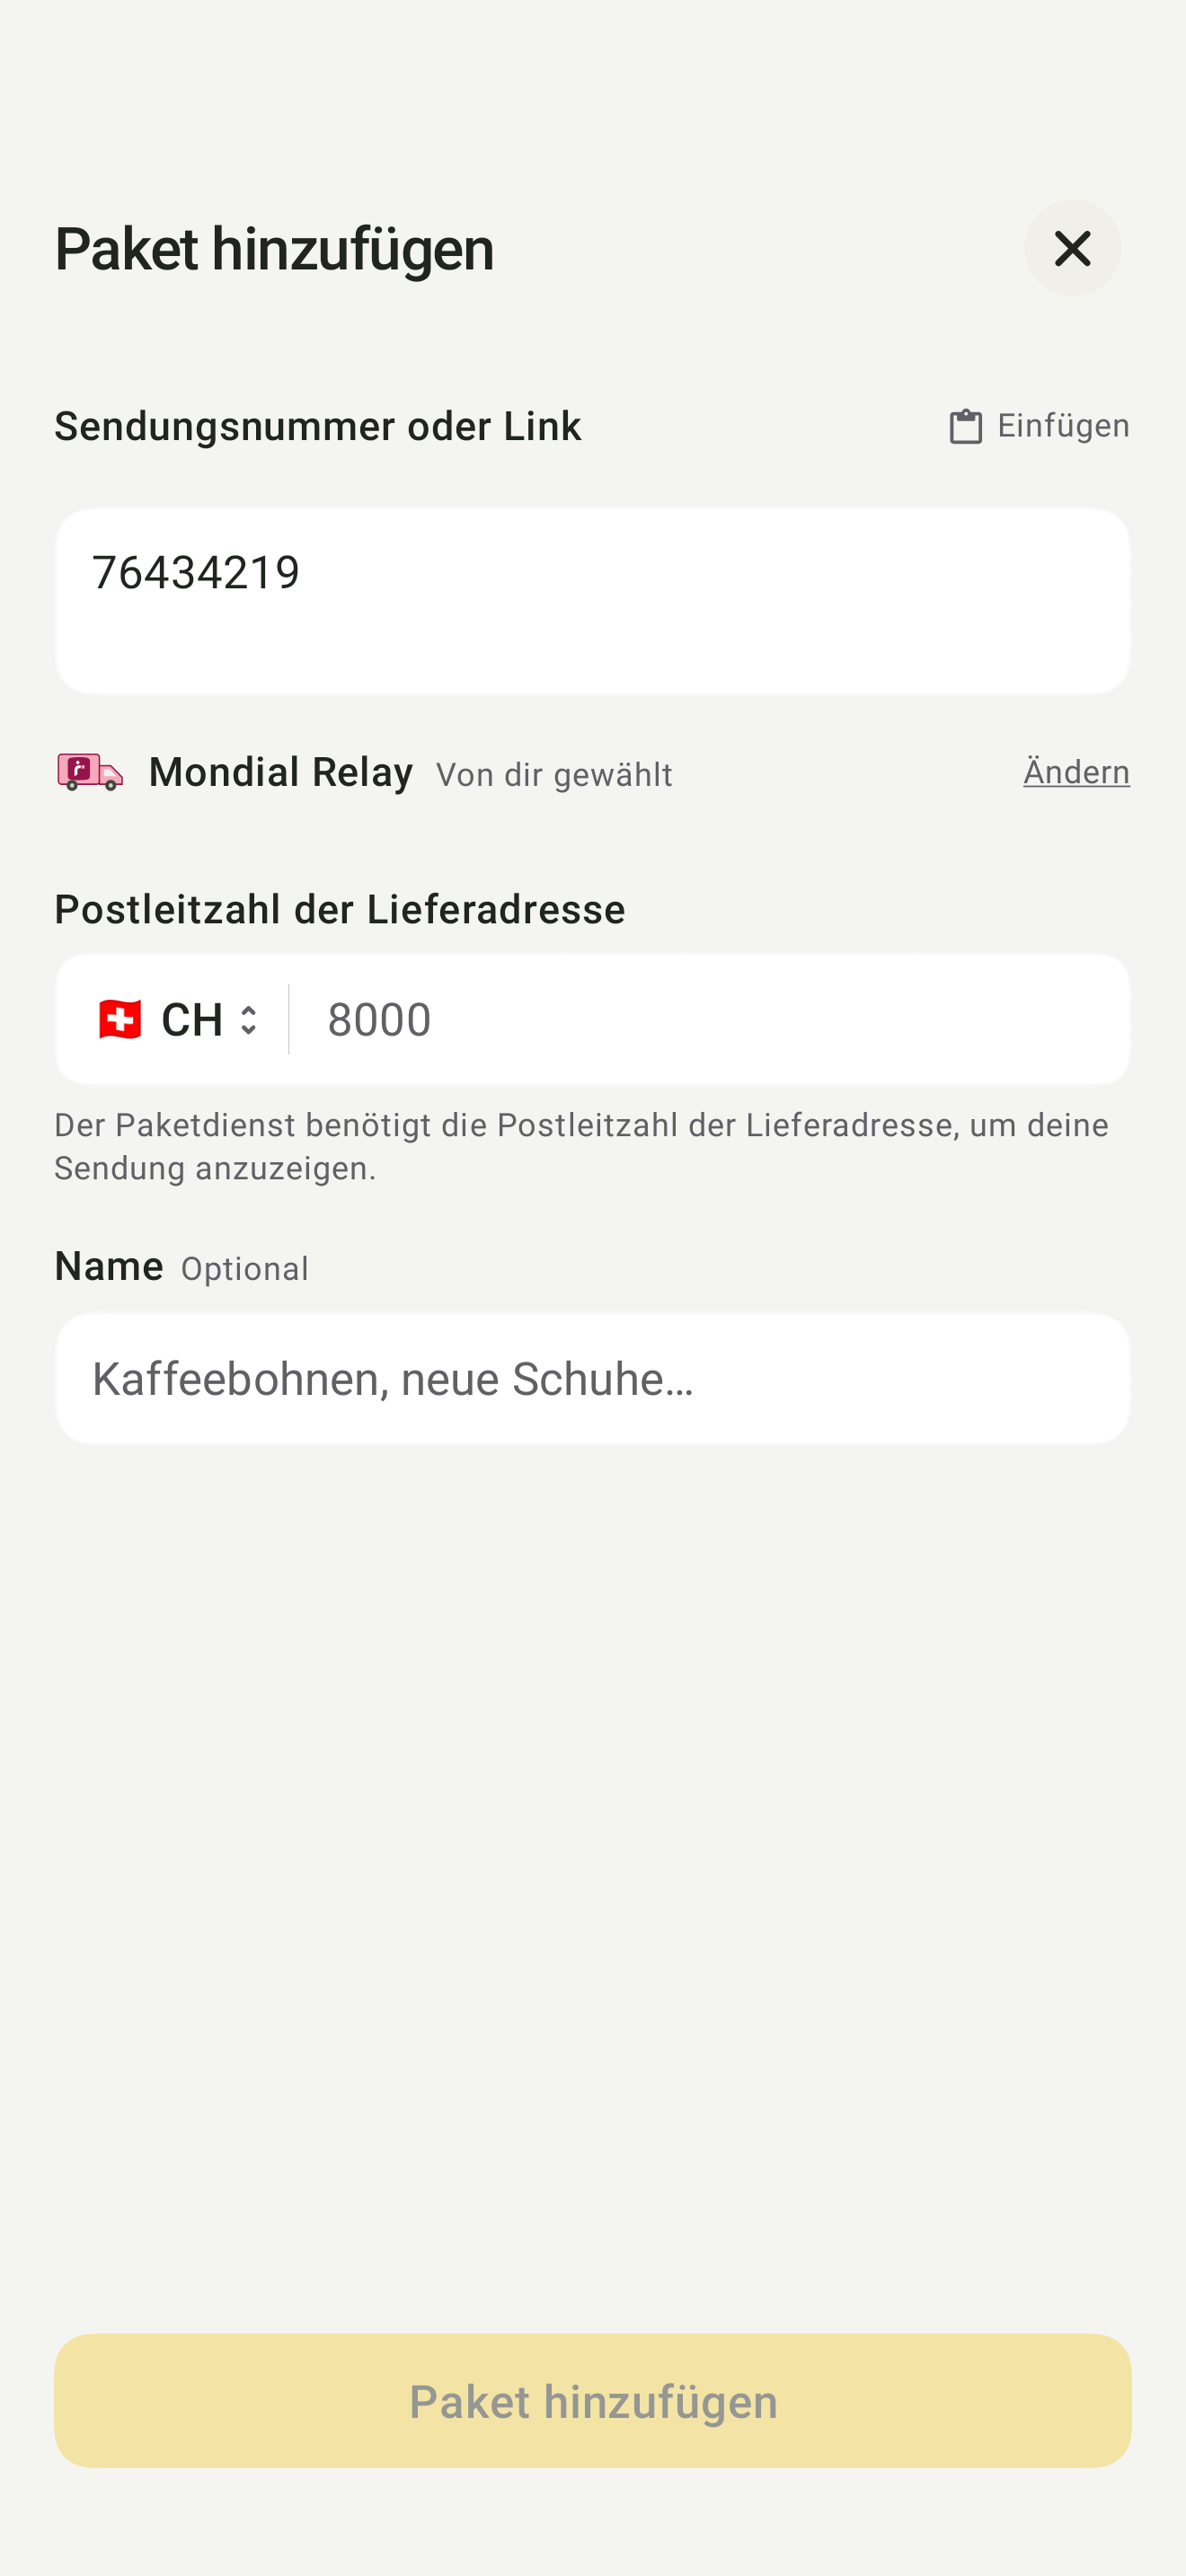 Paket hinzufügen
Sendungsnummer oder Link
Einfügen
76434219
Mondial Relay Von dir gewählt
Ändern
Postleitzahl der Lieferadresse
CH 8000
Der Paketdienst benötigt die Postleitzahl der Lieferadresse, um deine
Sendung anzuzeigen.
Name Optional
Kaffeebohnen, neue Schuhe…
Paket hinzufügen